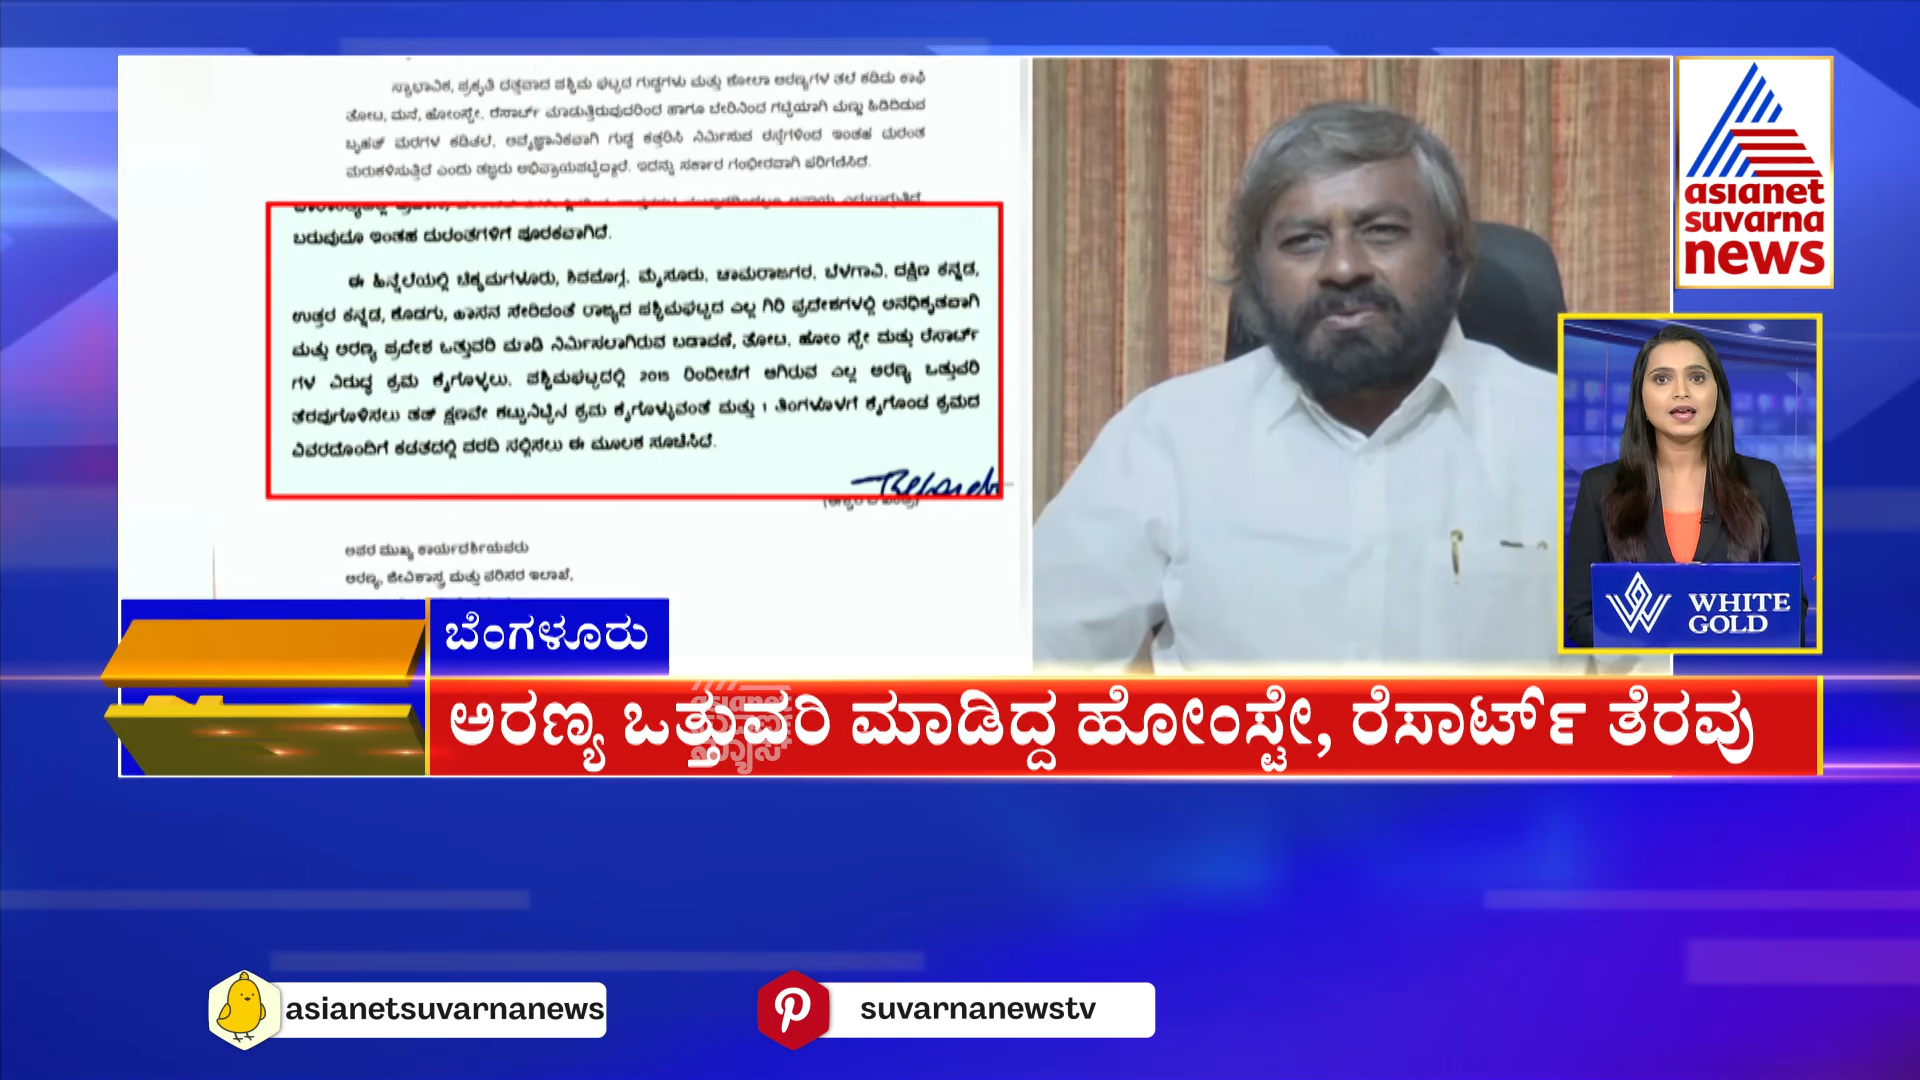 ಸ್ವಾಭಾವಿಕ, ಪ್ರಕೃತಿ ದತ್ತವಾದ ಪಶ್ಚಿಮ ಘಟ್ಟದ ಗುಡ್ಡಗಳು ಮತ್ತು ಶೋಲಾ ಅರಣ್ಯಗಳ ತಲೆ ಕಡಿದು ಕಾಫಿ
ತೋಟ, ಮನೆ, ಹೋಂಸ್ಟೇ, ರೆಸಾರ್ಟ್ ಮಾಡುತ್ತಿರುವುದರಿಂದ ಹಾಗೂ ಬೇರಿನಿಂದ ಗಟ್ಟಿಯಾಗಿ ಮಣ್ಣು ಹಿಡಿದಿಡುವ
ಬೃಹತ್ ಮರಗಳ ಕಡಿತಲೆ, ಅವೈಜ್ಞಾನಿಕವಾಗಿ ಗುಡ್ಡ ಕತ್ತರಿಸಿ ನಿರ್ಮಿಸುವ ರಸ್ತೆಗಳಿಂದ ಇಂತಹ ದುರಂತ
ಮರುಕಳಿಸುತ್ತಿದೆ ಎಂದು ತಜ್ಞರು ಅಭಿಪ್ರಾಯಪಟ್ಟಿದ್ದಾರೆ. ಇದನ್ನು ಸರ್ಕಾರ ಗಂಭೀರವಾಗಿ ಪರಿಗಣಿಸಿದೆ.
ಬರುವುದೂ ಇಂತಹ ದುರಂತಗಳಿಗೆ ಪೂರಕವಾಗಿದೆ.
ಈ ಹಿನ್ನೆಲೆಯಲ್ಲಿ ಚಿಕ್ಕಮಗಳೂರು, ಶಿವಮೊಗ್ಗ, ಮೈಸೂರು, ಚಾಮರಾಜನಗರ, ಬೆಳಗಾವಿ, ದಕ್ಷಿಣ ಕನ್ನಡ,
ಉತ್ತರ ಕನ್ನಡ, ಕೊಡಗು, ಹಾಸನ ಸೇರಿದಂತೆ ರಾಜ್ಯದ ಪಶ್ಚಿಮಘಟ್ಟದ ಎಲ್ಲ ಗಿರಿ ಪ್ರದೇಶಗಳಲ್ಲಿ ಅನಧಿಕೃತವಾಗಿ
ಮತ್ತು ಅರಣ್ಯ ಪ್ರದೇಶ ಒತ್ತುವರಿ ಮಾಡಿ ನಿರ್ಮಿಸಲಾಗಿರುವ ಬಡಾವಣೆ, ತೋಟ, ಹೋಂ ಸ್ಟೇ ಮತ್ತು ರೆಸಾರ್ಟ್
ಗಳ ವಿರುದ್ಧ ಕ್ರಮ ಕೈಗೊಳ್ಳಲು, ಪಶ್ಚಿಮಘಟ್ಟದಲ್ಲಿ 2015 ರಿಂದೀಚೆಗೆ ಆಗಿರುವ ಎಲ್ಲ ಅರಣ್ಯ ಒತ್ತುವರಿ
ತೆರವುಗೊಳಿಸಲು ತತ್ ಕ್ಷಣವೇ ಕಟ್ಟುನಿಟ್ಟಿನ ಕ್ರಮ ಕೈಗೊಳ್ಳುವಂತೆ ಮತ್ತು 1 ತಿಂಗಳೊಳಗೆ ಕೈಗೊಂಡ ಕ್ರಮದ
ವಿವರದೊಂದಿಗೆ ಕಡತದಲ್ಲಿ ವರದಿ ಸಲ್ಲಿಸಲು ಈ ಮೂಲಕ ಸೂಚಿಸಿದೆ.
ಅಪರ ಮುಖ್ಯ ಕಾರ್ಯದರ್ಶಿಯವರು
ಅರಣ್ಯ, ಜೀವಿಶಾಸ್ತ್ರ ಮತ್ತು ಪರಿಸರ ಇಲಾಖೆ,
asianet
suvarna
news
WHITE
GOLD
ಬೆಂಗಳೂರು
ಅರಣ್ಯ ಒತ್ತುವರಿ ಮಾಡಿದ್ದ ಹೋಂಸ್ಟೇ, ರೆಸಾರ್ಟ್ ತೆರವು
asianetsuvarnanews
suvarnanewstv